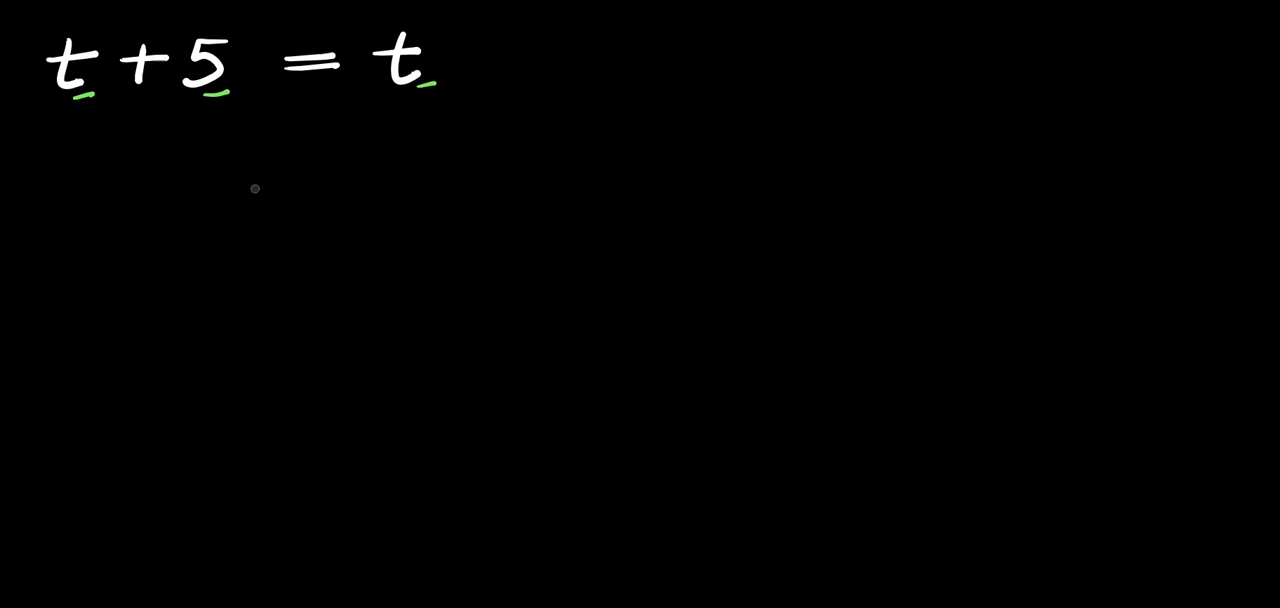 t + 5 = t